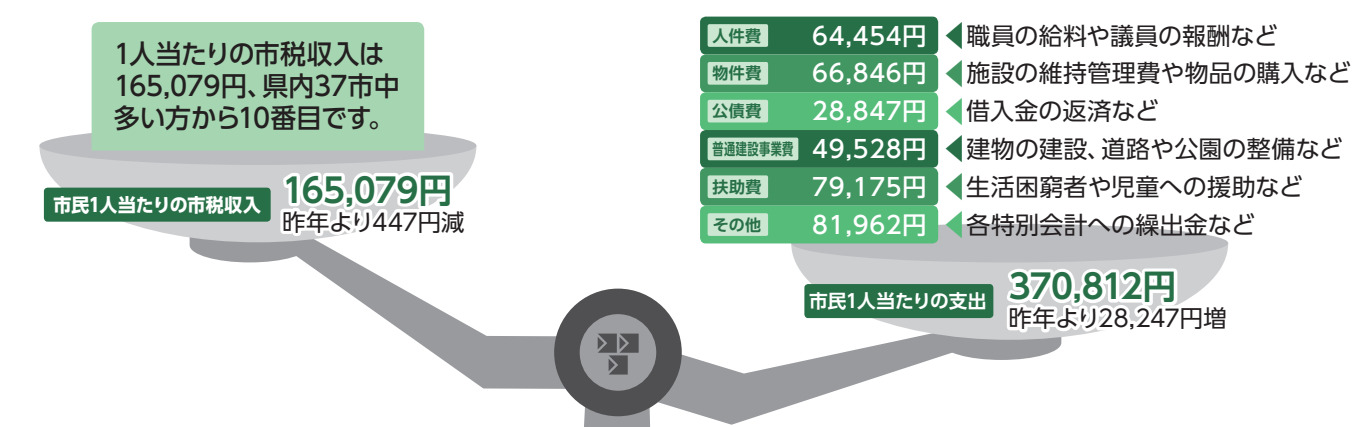 1人当たりの市税収入は
165,079円、県内37市中
多い方から10番目です。
市民1人当たりの市税収入 165,079円
昨年より447円減
人件費 64,454円 職員の給料や議員の報酬など
物件費 66,846円 施設の維持管理費や物品の購入など
公債費 28,847円 借入金の返済など
普通建設事業費 49,528円 建物の建設、道路や公園の整備など
扶助費 79,175円 生活困窮者や児童への援助など
その他 81,962円 各特別会計への繰出金など
市民1人当たりの支出 370,812円
昨年より28,247円増